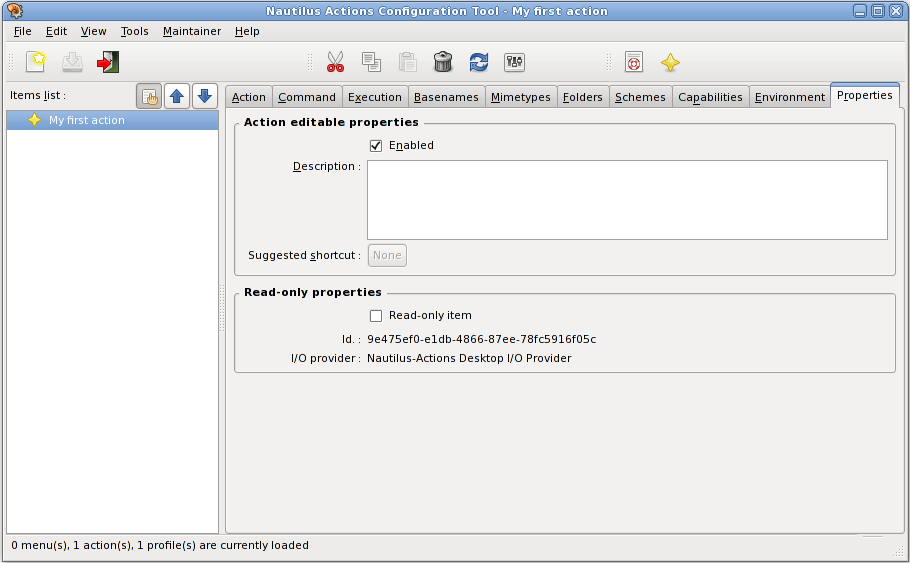 Nautilus Actions Configuration Tool - My first action
File Edit View Tools Maintainer Help
Items list :
My first action
Action Command Execution Basenames Mimetypes Folders Schemes Capabilities Environment Properties
Action editable properties
Enabled
Description :
Suggested shortcut : None
Read-only properties
Read-only item
Id. : 9e475ef0-e1db-4866-87ee-78fc5916f05c
I/O provider : Nautilus-Actions Desktop I/O Provider
0 menu(s), 1 action(s), 1 profile(s) are currently loaded